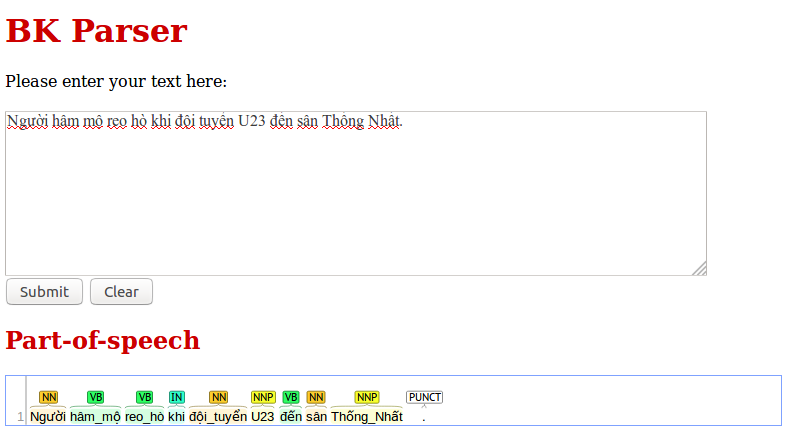 BK Parser
Please enter your text here:
Người hâm mộ reo hò khi đội tuyển U23 đến sân Thống Nhất.
Submit Clear
Part-of-speech
NN VB VB IN NN NNP VB NN NNP PUNCT
1 Người hâm_mộ reo_hò khi đội_tuyển U23 đến sân Thống_Nhất .